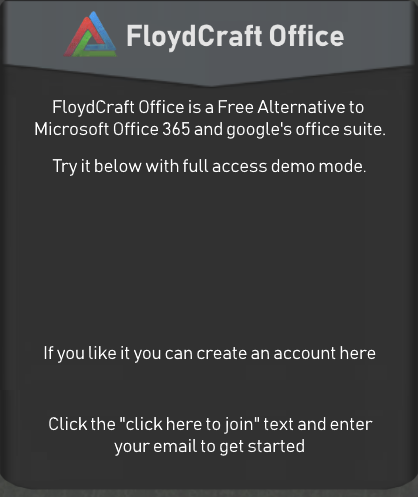 FloydCraft Office
FloydCraft Office is a Free Alternative to
Microsoft Office 365 and google's office suite.
Try it below with full access demo mode.
If you like it you can create an account here
Click the "click here to join" text and enter
your email to get started